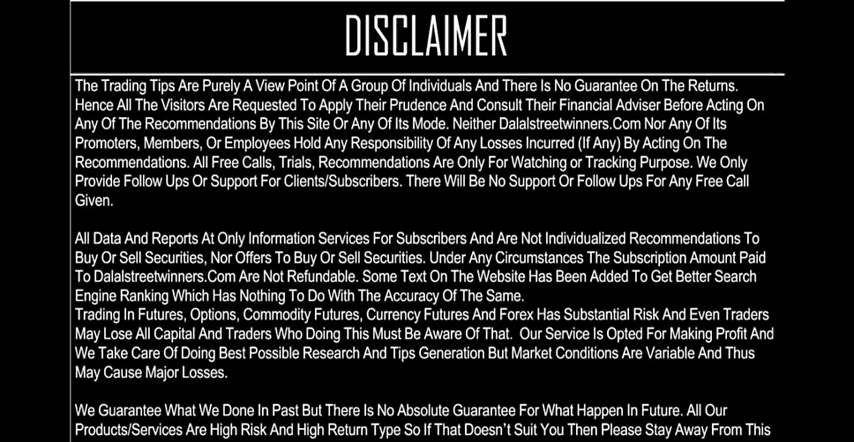 DISCLAIMER
The Trading Tips Are Purely A View Point Of A Group Of Individuals And There Is No Guarantee On The Returns.
Hence All The Visitors Are Requested To Apply Their Prudence And Consult Their Financial Adviser Before Acting On
Any Of The Recommendations By This Site Or Any Of Its Mode. Neither Dalalstreetwinners.Com Nor Any Of Its
Promoters, Members, Or Employees Hold Any Responsibility Of Any Losses Incurred (If Any) By Acting On The
Recommendations. All Free Calls, Trials, Recommendations Are Only For Watching or Tracking Purpose. We Only
Provide Follow Ups Or Support For Clients/Subscribers. There Will Be No Support Or Follow Ups For Any Free Call
Given.
All Data And Reports At Only Information Services For Subscribers And Are Not Individualized Recommendations To
Buy Or Sell Securities, Nor Offers To Buy Or Sell Securities. Under Any Circumstances The Subscription Amount Paid
To Dalalstreetwinners.Com Are Not Refundable. Some Text On The Website Has Been Added To Get Better Search
Engine Ranking Which Has Nothing To Do With The Accuracy Of The Same.
Trading In Futures, Options, Commodity Futures, Currency Futures And Forex Has Substantial Risk And Even Traders
May Lose All Capital And Traders Who Doing This Must Be Aware Of That. Our Service Is Opted For Making Profit And
We Take Care Of Doing Best Possible Research And Tips Generation But Market Conditions Are Variable And Thus
May Cause Major Losses.
We Guarantee What We Done In Past But There Is No Absolute Guarantee For What Happen In Future. All Our
Products/Services Are High Risk And High Return Type So If That Doesn't Suit You Then Please Stay Away From This